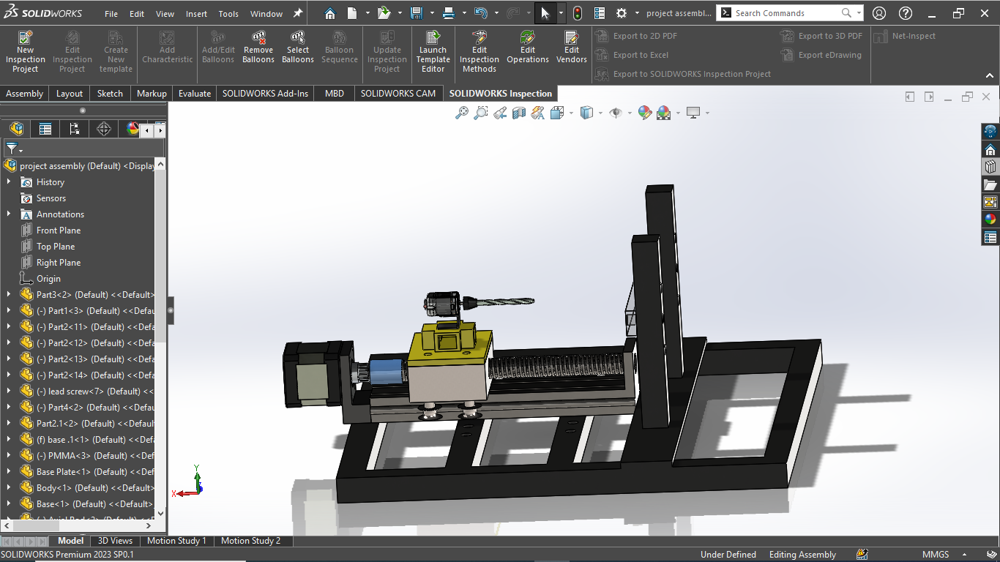 SOLIDWORKS File Edit View Insert Tools Window project assembl... Search Commands
New Inspection Project
Edit Inspection Project
Create New template
Add Characteristic
Add/Edit Balloons
Remove Balloons
Select Balloons
Balloon Sequence
Update Inspection Project
Launch Template Editor
Edit Inspection Methods
Edit Operations
Edit Vendors
Export to 2D PDF
Export to Excel
Export to SOLIDWORKS Inspection Project
Export to 3D PDF
Export eDrawing
Net-Inspect
Assembly Layout Sketch Markup Evaluate SOLIDWORKS Add-Ins MBD SOLIDWORKS CAM SOLIDWORKS Inspection
project assembly (Default) <Display
History
Sensors
Annotations
Front Plane
Top Plane
Right Plane
Origin
Part3<2> (Default) <<Default>
(-) Part1<3> (Default) <<Defau
(-) Part2<11> (Default) <<Defa
(-) Part2<12> (Default) <<Defa
(-) Part2<13> (Default) <<Defa
(-) Part2<14> (Default) <<Defa
(-) lead screw<7> (Default) <<
(-) Part4<2> (Default) <<Defau
Part2.1<2> (Default) <<Default
(f) base .1<1> (Default) <<Defa
(-) PMMA<3> (Default) <<Defa
Base Plate<1> (Default) <<Def
Body<1> (Default) <<Default>
Base<1> (Default) <<Default>
Y
X
Model 3D Views Motion Study 1 Motion Study 2
SOLIDWORKS Premium 2023 SP0.1 Under Defined Editing Assembly MMGS